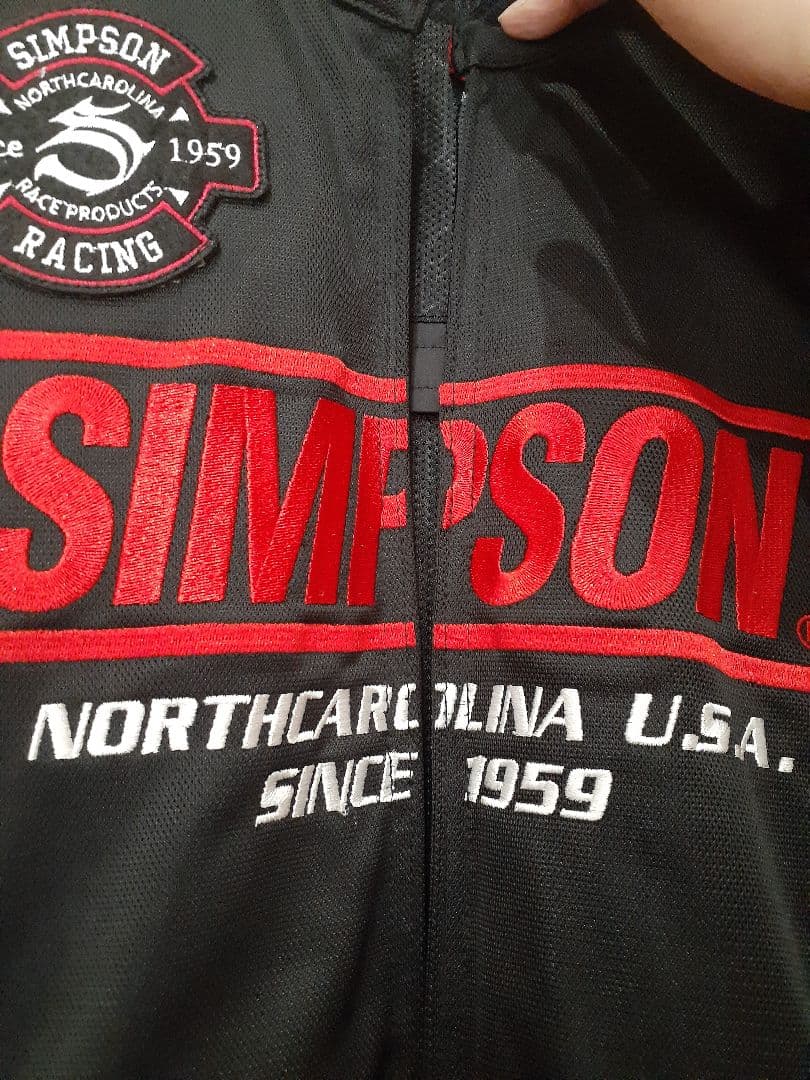 SIMPSON
NORTHCAROLINA
1959
RACE PRODUCTS
RACING
SIMPSON
NORTHCAROLINA U.S.A.
SINCE 1959